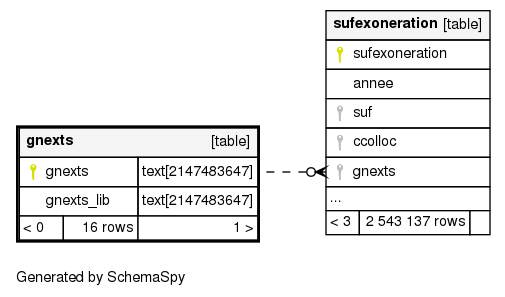 sufexoneration [table]
sufexoneration
annee
suf
ccolloc
gnexts
...
< 3 2 543 137 rows
gnexts [table]
gnexts text[2147483647]
gnexts_lib text[2147483647]
< 0 16 rows 1 >
Generated by SchemaSpy